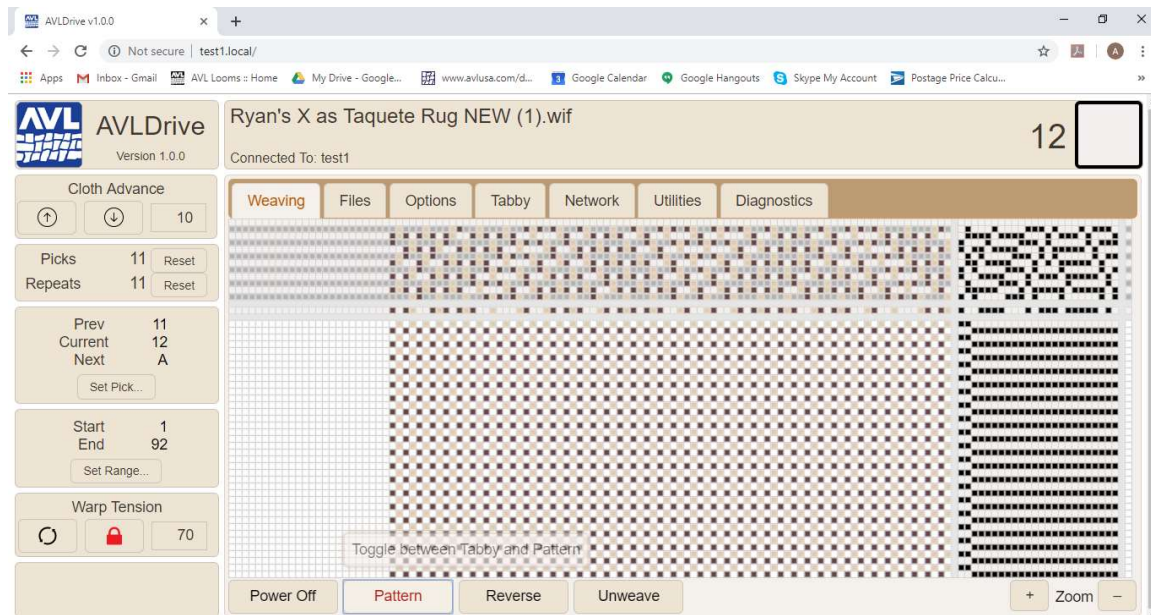 AVLDrive v1.0.0
Not secure | test1.local/
Apps Inbox - Gmail AVL Looms :: Home My Drive - Google... www.avlusa.com/d... 3 Google Calendar Google Hangouts Skype My Account Postage Price Calcu... »
A
AVL
AVLDrive
Version 1.0.0
Ryan's X as Taquete Rug NEW (1).wif
Connected To: test1
12
Cloth Advance
10
Picks 11 Reset
Repeats 11 Reset
Prev 11
Current 12
Next A
Set Pick...
Start 1
End 92
Set Range...
Warp Tension
70
Weaving Files Options Tabby Network Utilities Diagnostics
Toggle between Tabby and Pattern
Power Off Pattern Reverse Unweave + Zoom –